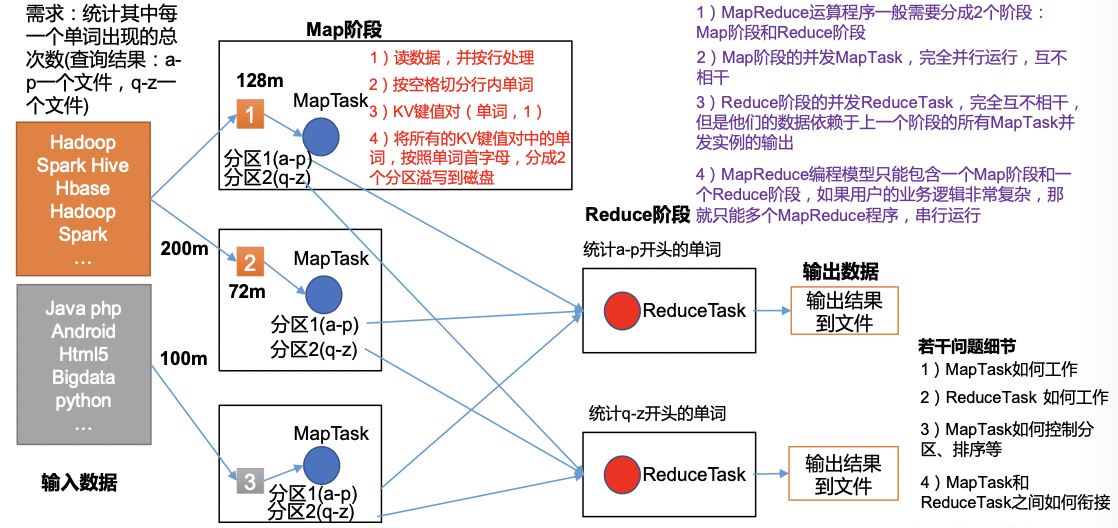 需求：统计其中每
一个单词出现的总
次数(查询结果：a-
p一个文件，q-z一
个文件)
Hadoop
Spark Hive
Hbase
Hadoop
Spark
…
200m
Java php
Android
Html5
Bigdata
python
…
100m
输入数据
Map阶段
128m
1
MapTask
分区1(a-p)
分区2(q-z)
1）读数据，并按行处理
2）按空格切分行内单词
3）KV键值对（单词，1）
4）将所有的KV键值对中的单
词，按照单词首字母，分成2
个分区溢写到磁盘
2
72m
MapTask
分区1(a-p)
分区2(q-z)
3
MapTask
分区1(a-p)
分区2(q-z)
1）MapReduce运算程序一般需要分成2个阶段：
Map阶段和Reduce阶段
2）Map阶段的并发MapTask，完全并行运行，互不
相干
3）Reduce阶段的并发ReduceTask，完全互不相干，
但是他们的数据依赖于上一个阶段的所有MapTask并
发实例的输出
4）MapReduce编程模型只能包含一个Map阶段和一
个Reduce阶段，如果用户的业务逻辑非常复杂，那
就只能多个MapReduce程序，串行运行
Reduce阶段
统计a-p开头的单词
ReduceTask
统计q-z开头的单词
ReduceTask
输出数据
输出结果
到文件
输出结果
到文件
若干问题细节
1）MapTask如何工作
2）ReduceTask 如何工作
3）MapTask如何控制分
区、排序等
4）MapTask和
ReduceTask之间如何衔接